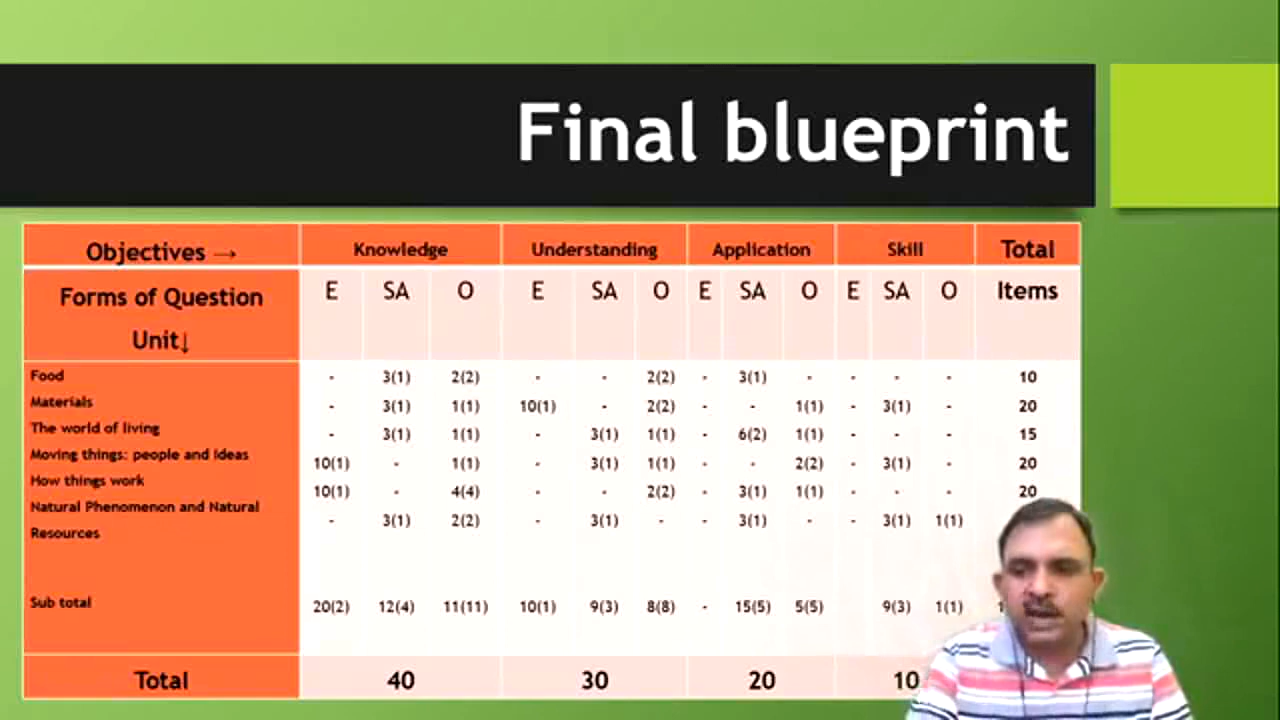 Final blueprint
Objectives → Knowledge Understanding Application Skill Total
Forms of Question E SA O E SA O E SA O E SA O Items
Unit↓
Food - 3(1) 2(2) - - 2(2) - 3(1) - - - - 10
Materials - 3(1) 1(1) 10(1) - 2(2) - - 1(1) - 3(1) - 20
The world of living - 3(1) 1(1) - 3(1) 1(1) - 6(2) 1(1) - - - 15
Moving things: people and ideas 10(1) - 1(1) - 3(1) 1(1) - - 2(2) - 3(1) - 20
How things work 10(1) - 4(4) - - 2(2) - 3(1) 1(1) - - - 20
Natural Phenomenon and Natural - 3(1) 2(2) - 3(1) - - 3(1) - - 3(1) 1(1)
Resources
Sub total 20(2) 12(4) 11(11) 10(1) 9(3) 8(8) - 15(5) 5(5) 9(3) 1(1)
Total 40 30 20 10